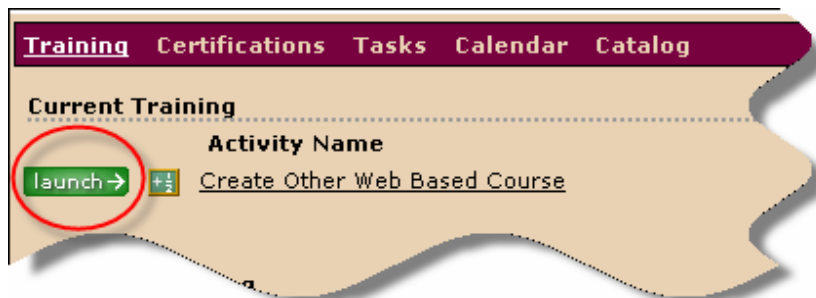 Training Certifications Tasks Calendar Catalog
Current Training
Activity Name
launch→ Create Other Web Based Course